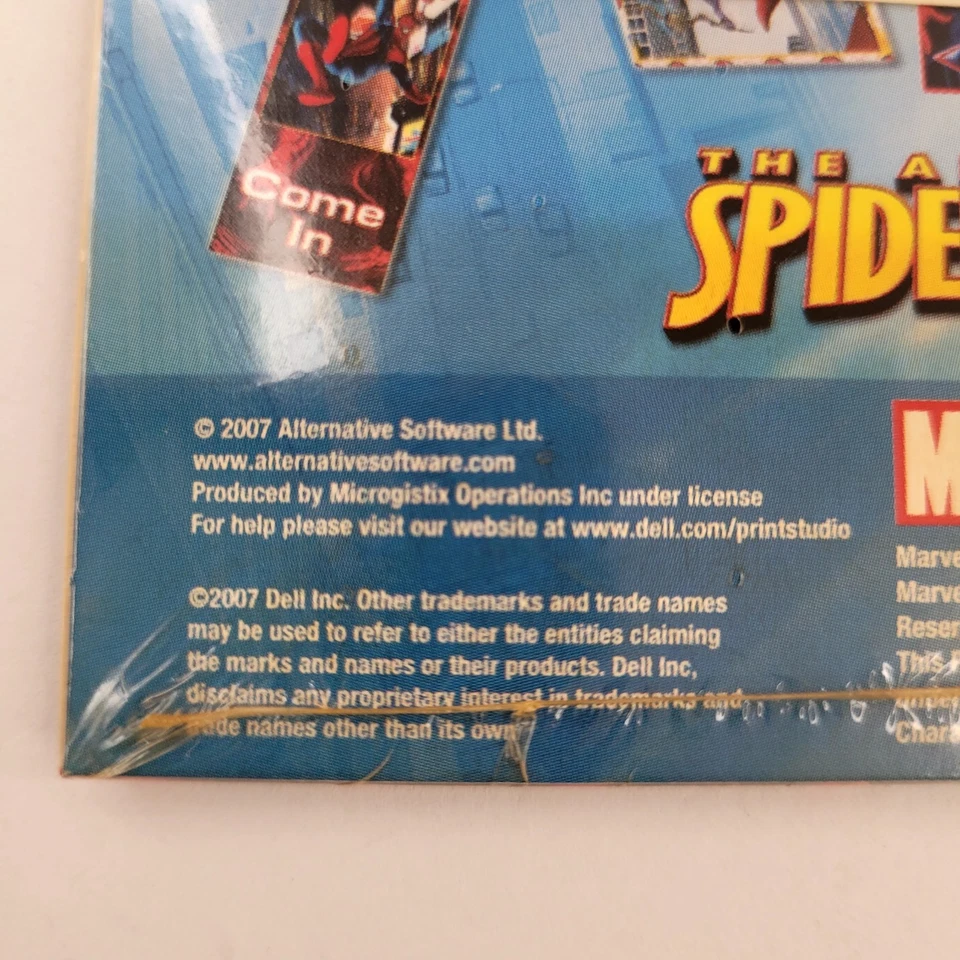 Come
In
THE A
SPIDE
© 2007 Alternative Software Ltd.
www.alternativesoftware.com
Produced by Microgistix Operations Inc under license
For help please visit our website at www.dell.com/printstudio
©2007 Dell Inc. Other trademarks and trade names
may be used to refer to either the entities claiming
the marks and names or their products. Dell Inc,
disclaims any proprietary interest in trademarks and
trade names other than its own
M
Marve
Marve
Reser
Chara